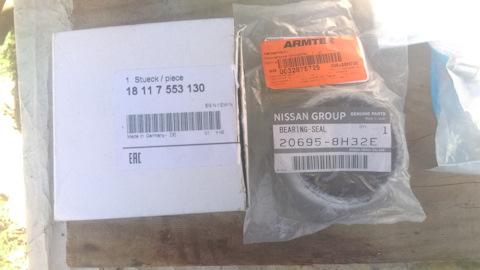 1 Stueck / piece
18 11 7 553 130
Made in Germany - DE
EAC
ARMTEK
NISSAN GROUP
GENUINE PARTS
BEARING-SEAL
1
20695-8H32E